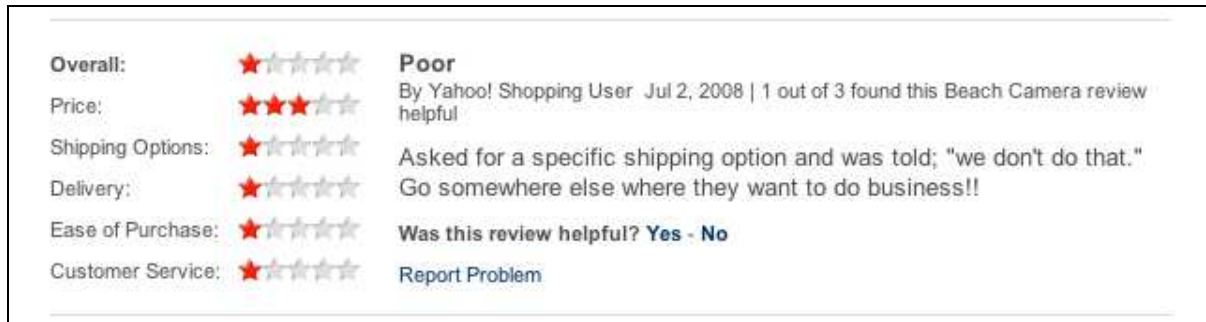 Overall:
Price:
Shipping Options:
Delivery:
Ease of Purchase:
Customer Service:
Poor
By Yahoo! Shopping User  Jul 2, 2008 | 1 out of 3 found this Beach Camera review
helpful
Asked for a specific shipping option and was told; "we don't do that."
Go somewhere else where they want to do business!!
Was this review helpful? Yes - No
Report Problem